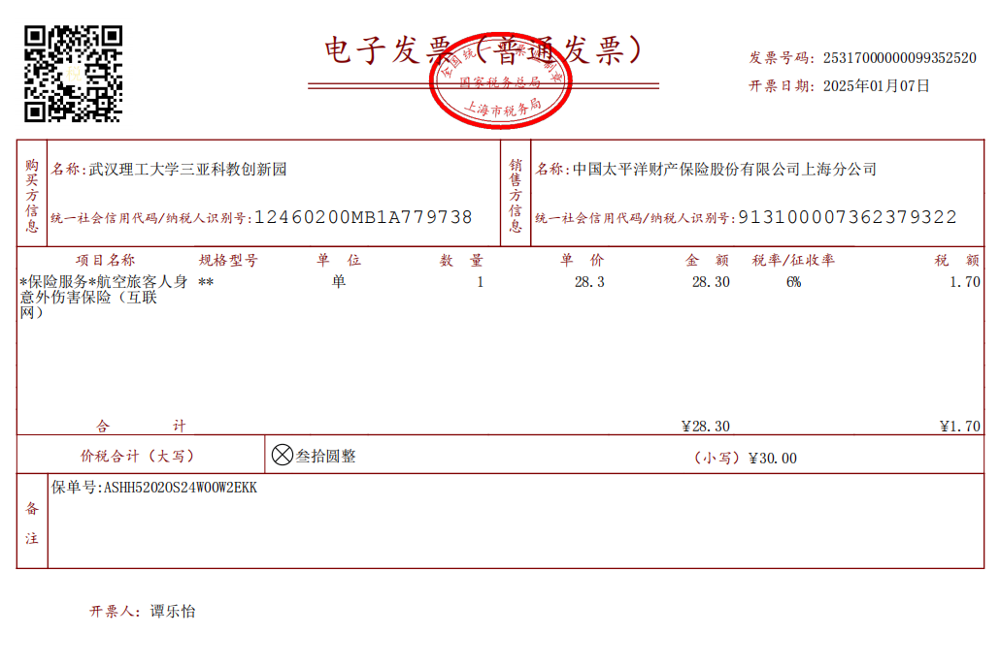 电子发票（普通发票）
全国统一发票监制章
国家税务总局
上海市税务局
发票号码：25317000000099352520
开票日期：2025年01月07日
购买方信息
名称：武汉理工大学三亚科教创新园
统一社会信用代码/纳税人识别号：12460200MB1A779738
销售方信息
名称：中国太平洋财产保险股份有限公司上海分公司
统一社会信用代码/纳税人识别号：913100007362379322
项目名称 规格型号 单位 数量 单价 金额 税率/征收率 税额
*保险服务*航空旅客人身 ** 单 1 28.3 28.30 6% 1.70
意外伤害保险（互联
网）
合计 ¥28.30 ¥1.70
价税合计（大写） ⊗叁拾圆整 （小写）¥30.00
备注
保单号:ASHH5202OS24W00W2EKK
开票人：谭乐怡